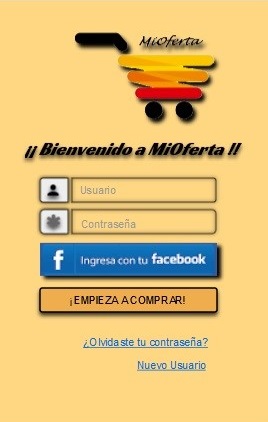 MiOferta
¡¡ Bienvenido a MiOferta !!
Usuario
Contraseña
f Ingresa con tu facebook
¡EMPIEZA A COMPRAR!
¿Olvidaste tu contraseña?
Nuevo Usuario